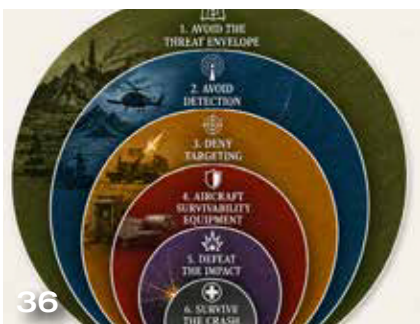 1. AVOID THE
THREAT ENVELOPE
2. AVOID
DETECTION
3. DENY
TARGETING
4. AIRCRAFT
SURVIVABILITY
EQUIPMENT
5. DEFEAT
THE IMPACT
6. SURVIVE
THE CRASH
36